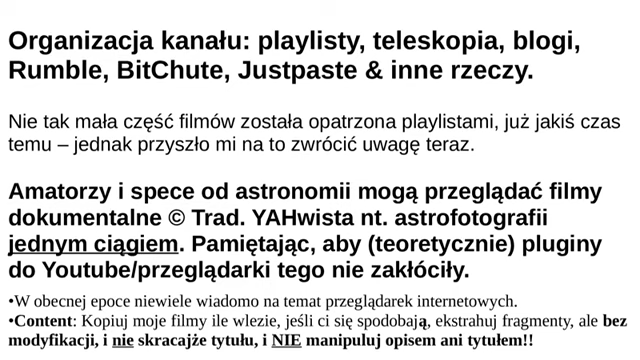 Organizacja kanału: playlisty, teleskopia, blogi,
Rumble, BitChute, Justpaste & inne rzeczy.
Nie tak mała część filmów została opatrzona playlistami, już jakiś czas
temu – jednak przyszło mi na to zwrócić uwagę teraz.
Amatorzy i spece od astronomii mogą przeglądać filmy
dokumentalne © Trad. YAHwista nt. astrofotografii
jednym ciągiem. Pamiętając, aby (teoretycznie) pluginy
do Youtube/przeglądarki tego nie zakłóciły.
•W obecnej epoce niewiele wiadomo na temat przeglądarek internetowych.
•Content: Kopiuj moje filmy ile wlezie, jeśli ci się spodobają, ekstrahuj fragmenty, ale bez
modyfikacji, i nie skracajże tytułu, i NIE manipuluj opisem ani tytułem!!